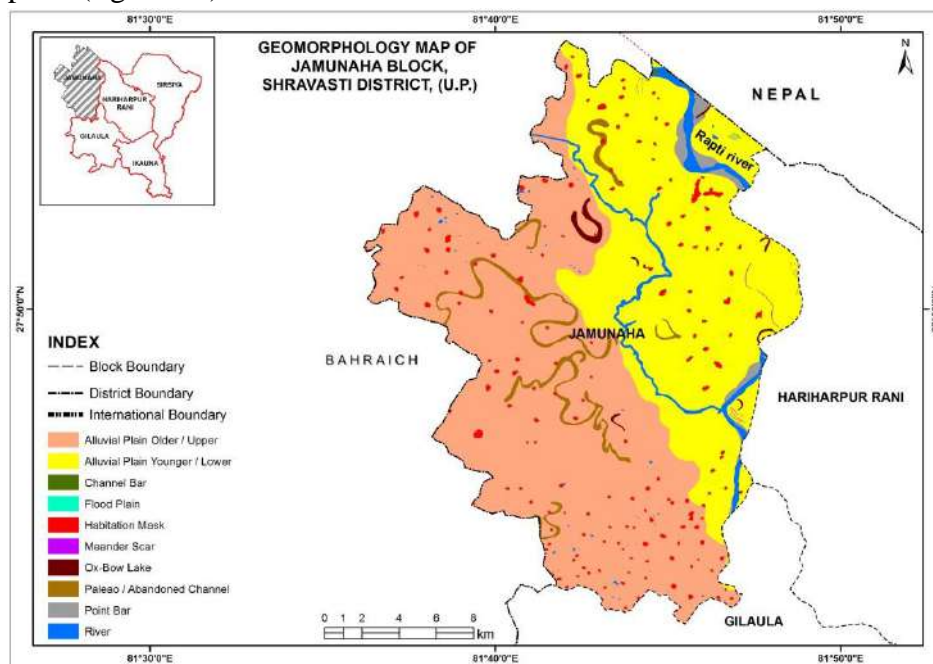 81°30'0"E
81°40'0"E
81°50'0"E
GEOMORPHOLOGY MAP OF
JAMUNAHA BLOCK,
SHRAVASTI DISTRICT, (U.P.)
N
JAMUNAHA
SIRSIYA
HARIHARPUR
RANI
GILAULA
IKAUNA
NEPAL
Rapti river
27°50'0"N
JAMUNAHA
BAHRAICH
HARIHARPUR RANI
INDEX
Block Boundary
District Boundary
International Boundary
Alluvial Plain Older / Upper
Alluvial Plain Younger / Lower
Channel Bar
Flood Plain
Habitation Mask
Meander Scar
Ox-Bow Lake
Paleao / Abandoned Channel
Point Bar
River
0 1 2 4 6 8
km
GILAULA
81°30'0"E
81°40'0"E
81°50'0"E